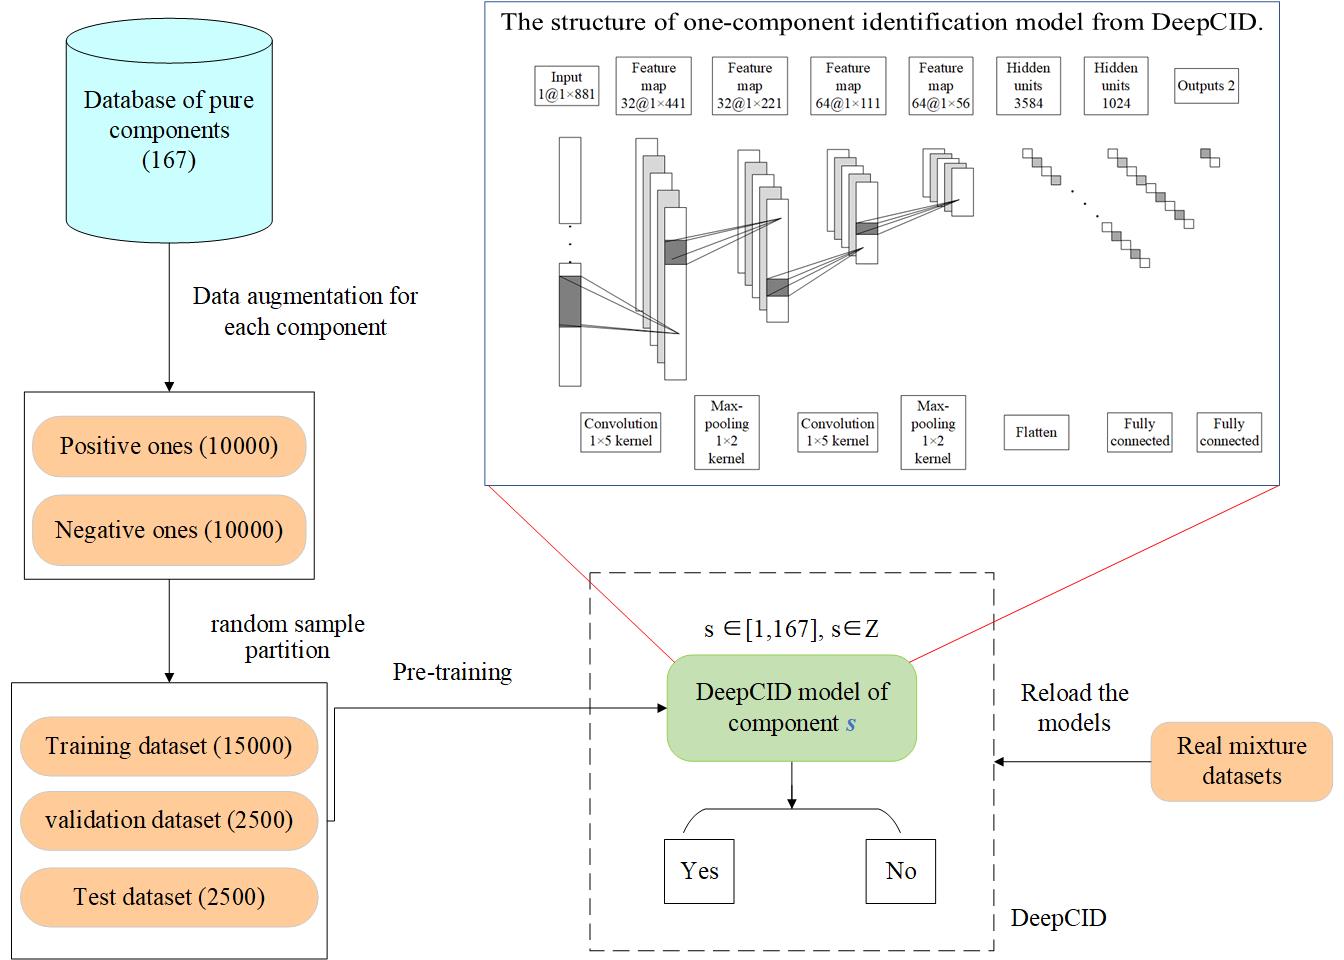 The structure of one-component identification model from DeepCID.
Input
1@1×881
Feature
map
32@1×441
Feature
map
32@1×221
Feature
map
64@1×111
Feature
map
64@1×56
Hidden
units
3584
Hidden
units
1024
Outputs 2
Convolution
1×5 kernel
Max-
pooling
1×2
kernel
Convolution
1×5 kernel
Max-
pooling
1×2
kernel
Flatten
Fully
connected
Fully
connected
Database of pure
components
(167)
Data augmentation for
each component
Positive ones (10000)
Negative ones (10000)
random sample
partition
Training dataset (15000)
validation dataset (2500)
Test dataset (2500)
Pre-training
s ∈[1,167], s∈Z
DeepCID model of
component s
Yes
No
DeepCID
Reload the
models
Real mixture
datasets